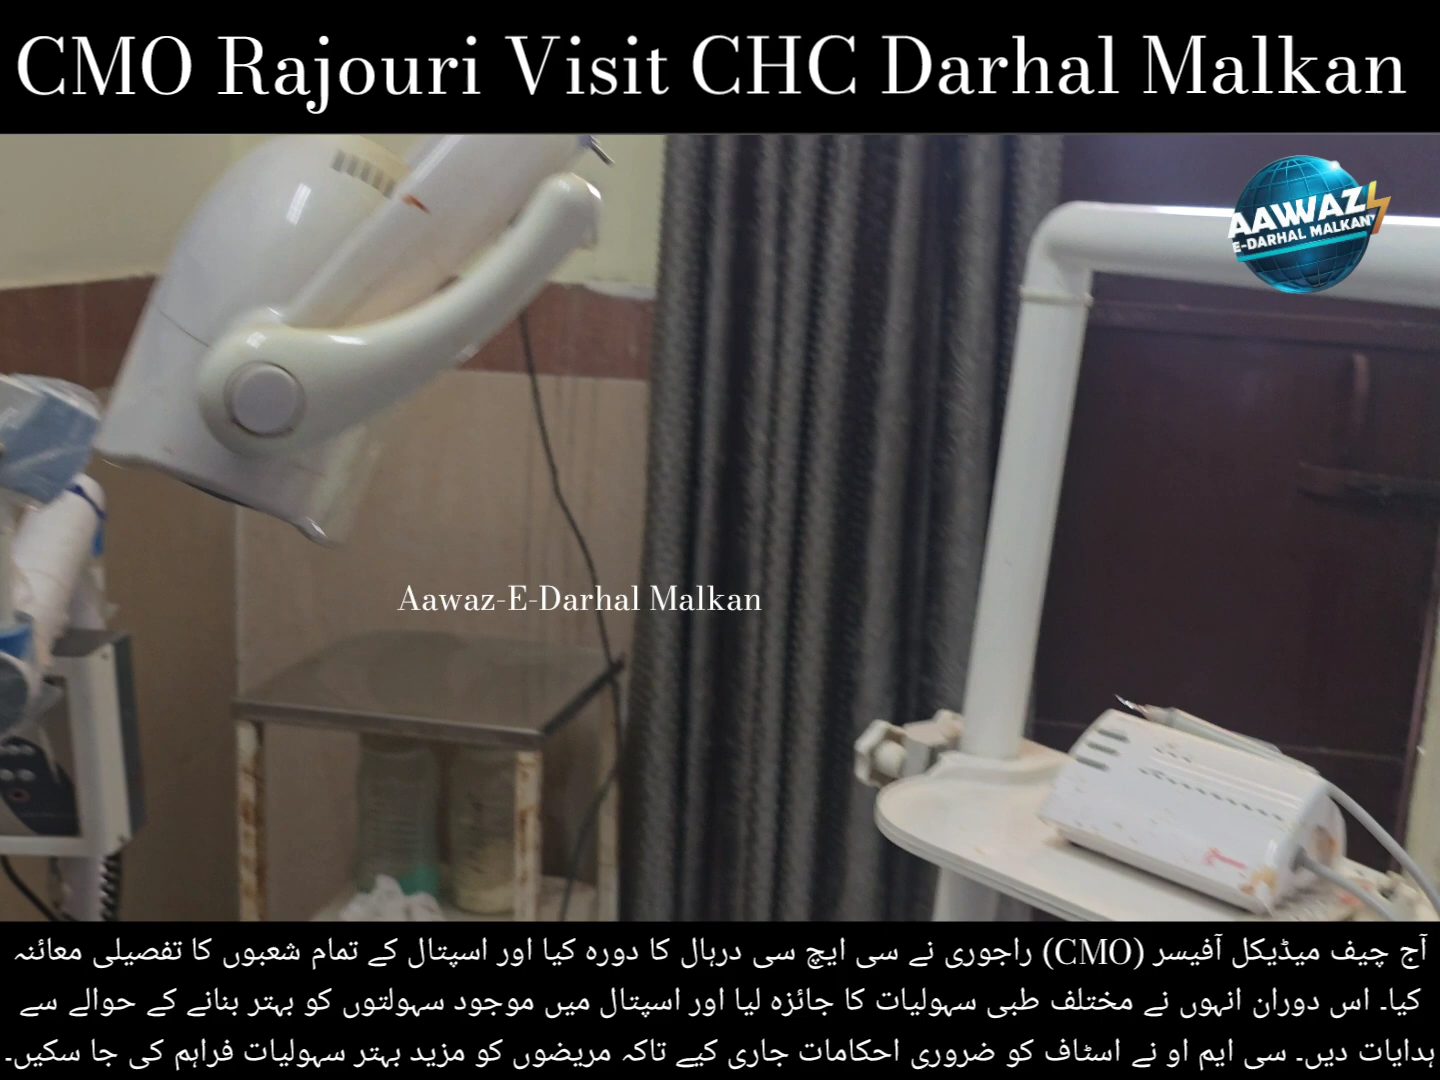 CMO Rajouri Visit CHC Darhal Malkan
AAWAZ
E-DARHAL MALKAN
Aawaz-E-Darhal Malkan
آج چیف میڈیکل آفیسر (CMO) راجوری نے سی ایچ سی درہال کا دورہ کیا اور اسپتال کے تمام شعبوں کا تفصیلی معائنہ
کیا۔ اس دوران انہوں نے مختلف طبی سہولیات کا جائزہ لیا اور اسپتال میں موجود سہولتوں کو بہتر بنانے کے حوالے سے
ہدایات دیں۔ سی ایم او نے اسٹاف کو ضروری احکامات جاری کیے تاکہ مریضوں کو مزید بہتر سہولیات فراہم کی جا سکیں۔